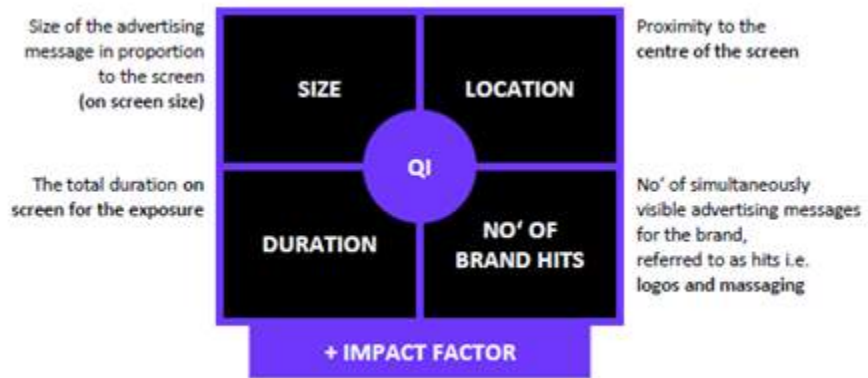 Size of the advertising
message in proportion
to the screen
(on screen size)
SIZE
LOCATION
Proximity to the
centre of the screen
QI
The total duration on
screen for the exposure
DURATION
NO' OF
BRAND HITS
No' of simultaneously
visible advertising messages
for the brand,
referred to as hits i.e.
logos and massaging
+ IMPACT FACTOR